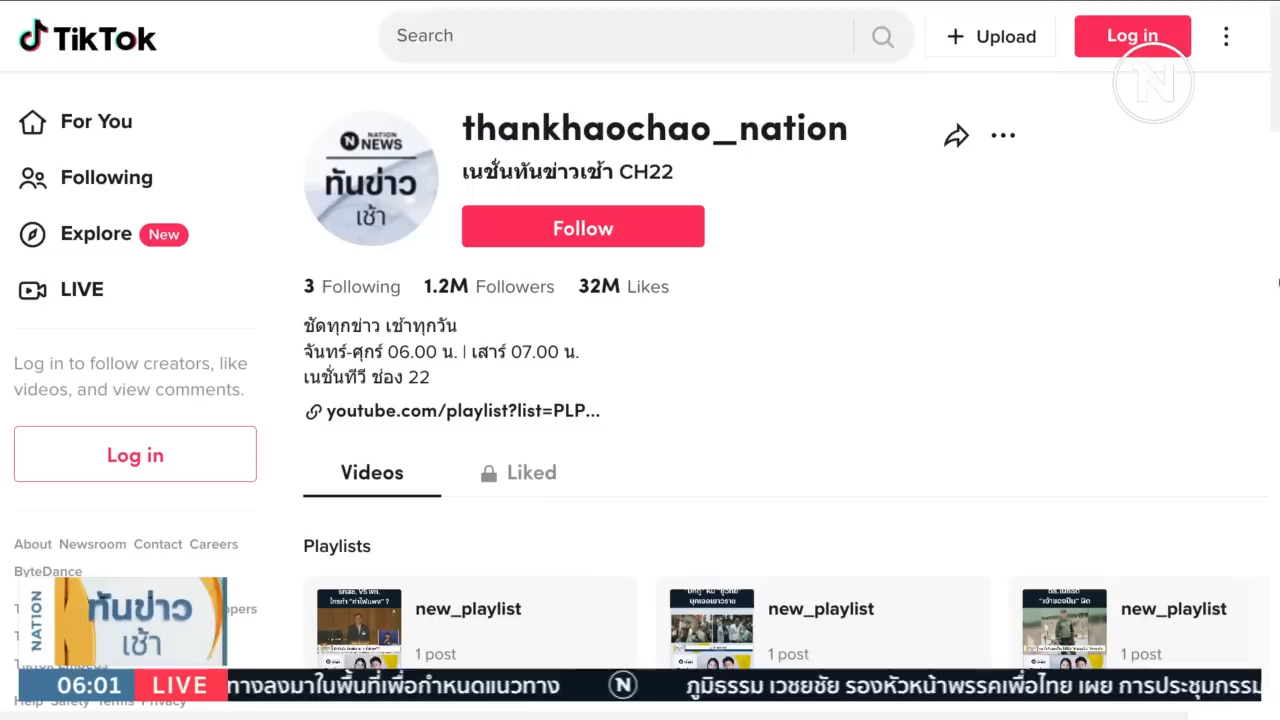 TikTok
Search
Upload
Log in
N
For You
Following
Explore New
LIVE
Log in to follow creators, like
videos, and view comments.
Log in
About Newsroom Contact Careers
ByteDance
NATION
NEWS
ทันข่าว
เช้า
thankhaochao_nation
เนชั่นทันข่าวเช้า CH22
Follow
3 Following 1.2M Followers 32M Likes
ชัดทุกข่าว เช้าทุกวัน
จันทร์-ศุกร์ 06.00 น. | เสาร์ 07.00 น.
เนชั่นทีวี ช่อง 22
youtube.com/playlist?list=PLP...
Videos Liked
Playlists
new_playlist
1 post
new_playlist
1 post
new_playlist
1 post
NATION
ทันข่าว
เช้า
Help Safety Terms Privacy
06:01 LIVE ทางลงมาในพื้นที่เพื่อกำหนดแนวทาง N ภูมิธรรม เวชยชัย รองหัวหน้าพรรคเพื่อไทย เผย การประชุมกรรม